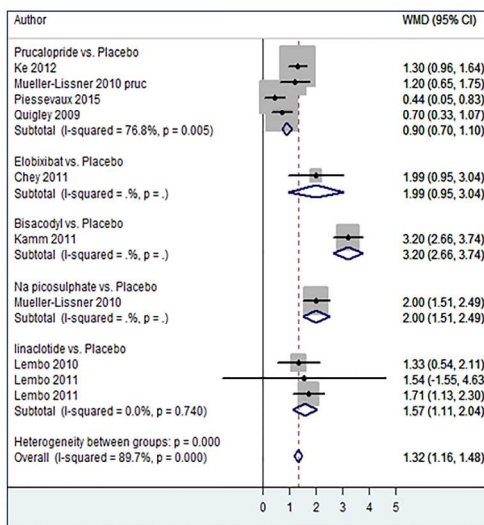 Author WMD (95% CI)
Prucalopride vs. Placebo
Ke 2012 1.30 (0.96, 1.64)
Mueller-Lissner 2010 pruc 1.20 (0.65, 1.75)
Piessevaux 2015 0.44 (0.05, 0.83)
Quigley 2009 0.70 (0.33, 1.07)
Subtotal (I-squared = 76.8%, p = 0.005) 0.90 (0.70, 1.10)
Elobixibat vs. Placebo
Chey 2011 1.99 (0.95, 3.04)
Subtotal (I-squared = .%, p = .) 1.99 (0.95, 3.04)
Bisacodyl vs. Placebo
Kamm 2011 3.20 (2.66, 3.74)
Subtotal (I-squared = .%, p = .) 3.20 (2.66, 3.74)
Na picosulphate vs. Placebo
Mueller-Lissner 2010 2.00 (1.51, 2.49)
Subtotal (I-squared = .%, p = .) 2.00 (1.51, 2.49)
linaclotide vs. Placebo
Lembo 2010 1.33 (0.54, 2.11)
Lembo 2011 1.54 (-1.55, 4.63
Lembo 2011 1.71 (1.13, 2.30)
Subtotal (I-squared = 0.0%, p = 0.740) 1.57 (1.11, 2.04)
Heterogeneity between groups: p = 0.000
Overall (I-squared = 89.7%, p = 0.000) 1.32 (1.16, 1.48)
0 1 2 3 4 5